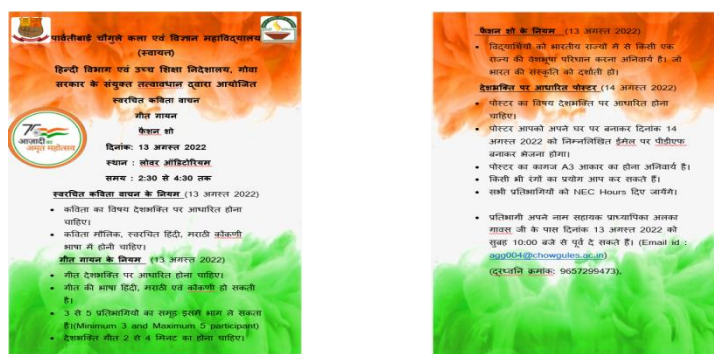 पार्वतीबाई चौगुले कला एवं विज्ञान महाविद्यालय
(स्वायत्त)
हिन्दी विभाग एवं उच्च शिक्षा निदेशालय, गोवा
सरकार के संयुक्त तत्वावधान द्वारा आयोजित
स्वरचित कविता वाचन
गीत गायन
फैशन शो
दिनांक: 13 अगस्त 2022
स्थान : लोवर ऑडिटोरियम
समय : 2:30 से 4:30 तक
आज़ादी का
अमृत महोत्सव
स्वरचित कविता वाचन के नियम (13 अगस्त 2022)
• कविता का विषय देशभक्ति पर आधारित होना
चाहिए।
• कविता मौलिक, स्वरचित हिंदी, मराठी कोंकणी
भाषा में होनी चाहिए।
गीत गायन के नियम (13 अगस्त 2022)
• गीत देशभक्ति पर आधारित होना चाहिए।
• गीत की भाषा हिंदी, मराठी एवं कोंकणी हो सकती
है।
• 3 से 5 प्रतिभागियों का समूह इसमें भाग ले सकता
है।(Minimum 3 and Maximum 5 participant)
• देशभक्ति गीत 2 से 4 मिनट का होना चाहिए।
फैशन शो के नियम (13 अगस्त 2022)
• विद्यार्थियों को भारतीय राज्यों में से किसी एक
राज्य की वेशभूषा परिधान करना अनिवार्य है। जो
भारत की संस्कृति को दर्शाती हो।
देशभक्ति पर आधारित पोस्टर (14 अगस्त 2022)
• पोस्टर का विषय देशभक्ति पर आधारित होना
चाहिए।
• पोस्टर आपको अपने घर पर बनाकर दिनांक 14
अगस्त 2022 को निम्नलिखित ईमेल पर पीडीएफ
बनाकर भेजना होगा।
• पोस्टर का कागज A3 आकार का होना अनिवार्य है।
• किसी भी रंगों का प्रयोग आप कर सकते हैं।
• सभी प्रतिभागियों को NEC Hours दिए जायेंगे।
• प्रतिभागी अपने नाम सहायक प्राध्यापिका अलका
गावस जी के पास दिनांक 13 अगस्त 2022 को
सुबह 10:00 बजे से पूर्व दे सकते हैं। (Email id :
agg004@chowgules.ac.in)
(दूरध्वनि क्रमांक: 9657299473),